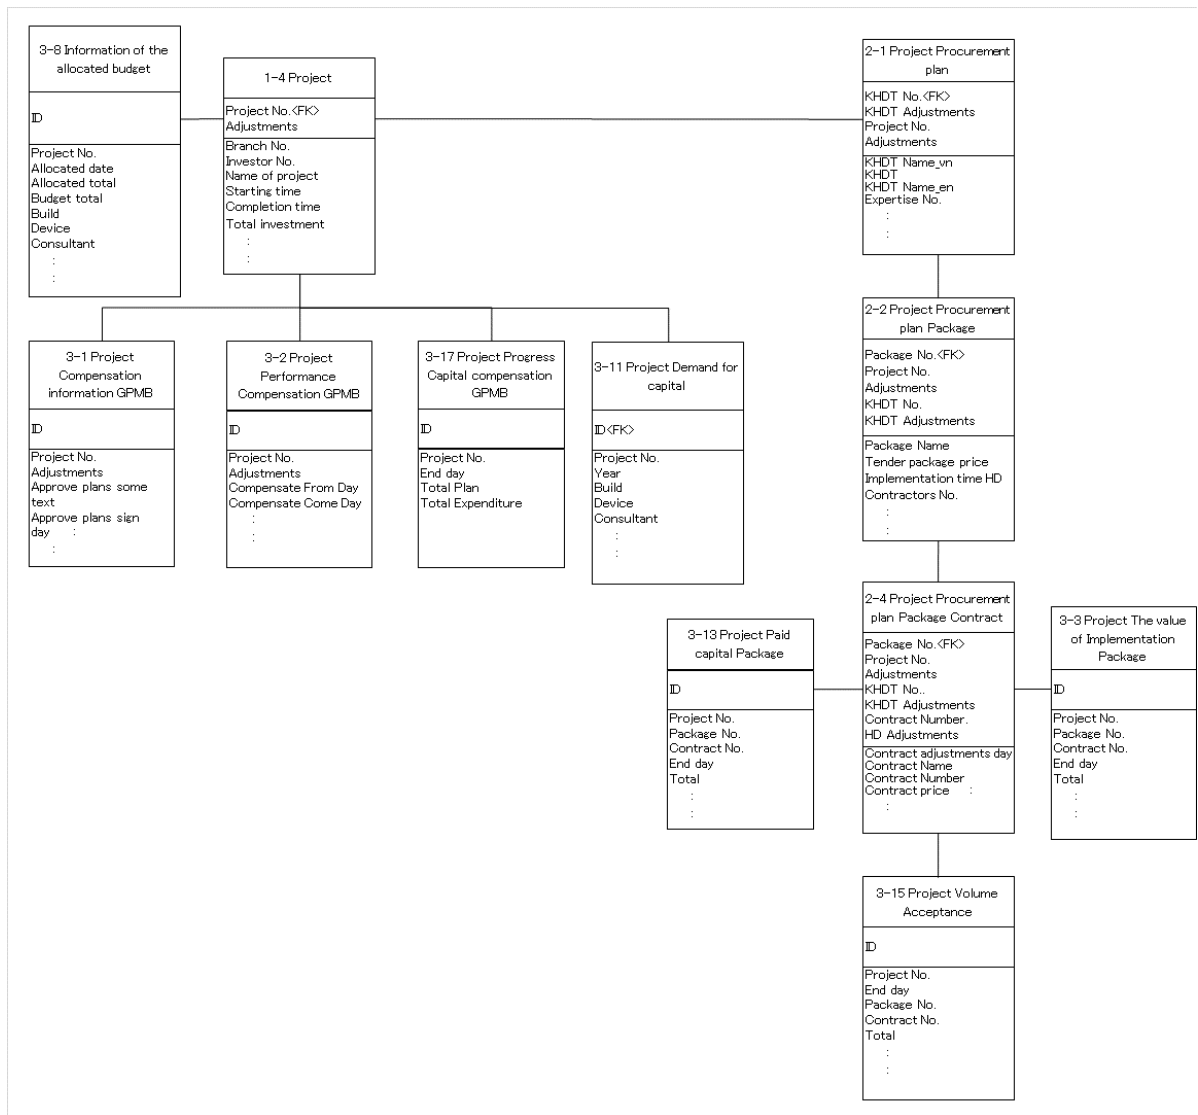 3-8 Information of the
allocated budget
ID
Project No.
Allocated date
Allocated total
Budget total
Build
Device
Consultant
:
:
1-4 Project
Project No.<FK>
Adjustments
Branch No.
Investor No.
Name of project
Starting time
Completion time
Total investment
:
:
2-1 Project Procurement
plan
KHDT No.<FK>
KHDT Adjustments
Project No.
Adjustments
KHDT Name_vn
KHDT
KHDT Name_en
Expertise No.
:
:
3-1 Project
Compensation
information GPMB
ID
Project No.
Adjustments
Approve plans some
text
Approve plans sign
day :
:
3-2 Project
Performance
Compensation GPMB
ID
Project No.
Adjustments
Compensate From Day
Compensate Come Day
:
:
3-17 Project Progress
Capital compensation
GPMB
ID
Project No.
End day
Total Plan
Total Expenditure
3-11 Project Demand for
capital
ID<FK>
Project No.
Year
Build
Device
Consultant
:
:
2-2 Project Procurement
plan Package
Package No.<FK>
Project No.
Adjustments
KHDT No.
KHDT Adjustments
Package Name
Tender package price
Implementation time HD
Contractors No.
:
:
3-13 Project Paid
capital Package
ID
Project No.
Package No.
Contract No.
End day
Total
:
:
2-4 Project Procurement
plan Package Contract
Package No.<FK>
Project No.
Adjustments
KHDT No..
KHDT Adjustments
Contract Number.
HD Adjustments
Contract adjustments day
Contract Name
Contract Number
Contract price :
:
3-3 Project The value
of Implementation
Package
ID
Project No.
Package No.
Contract No.
End day
Total
:
:
3-15 Project Volume
Acceptance
ID
Project No.
End day
Package No.
Contract No.
Total
:
: